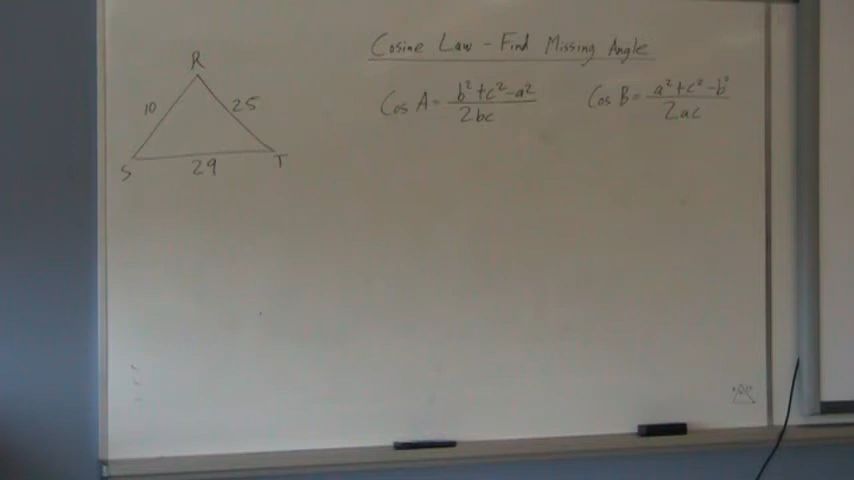 Cosine Law - Find Missing Angle
R
10
25
S
29
T
Cos A = b²+c²-a² / 2bc
Cos B = a²+c²-b² / 2ac